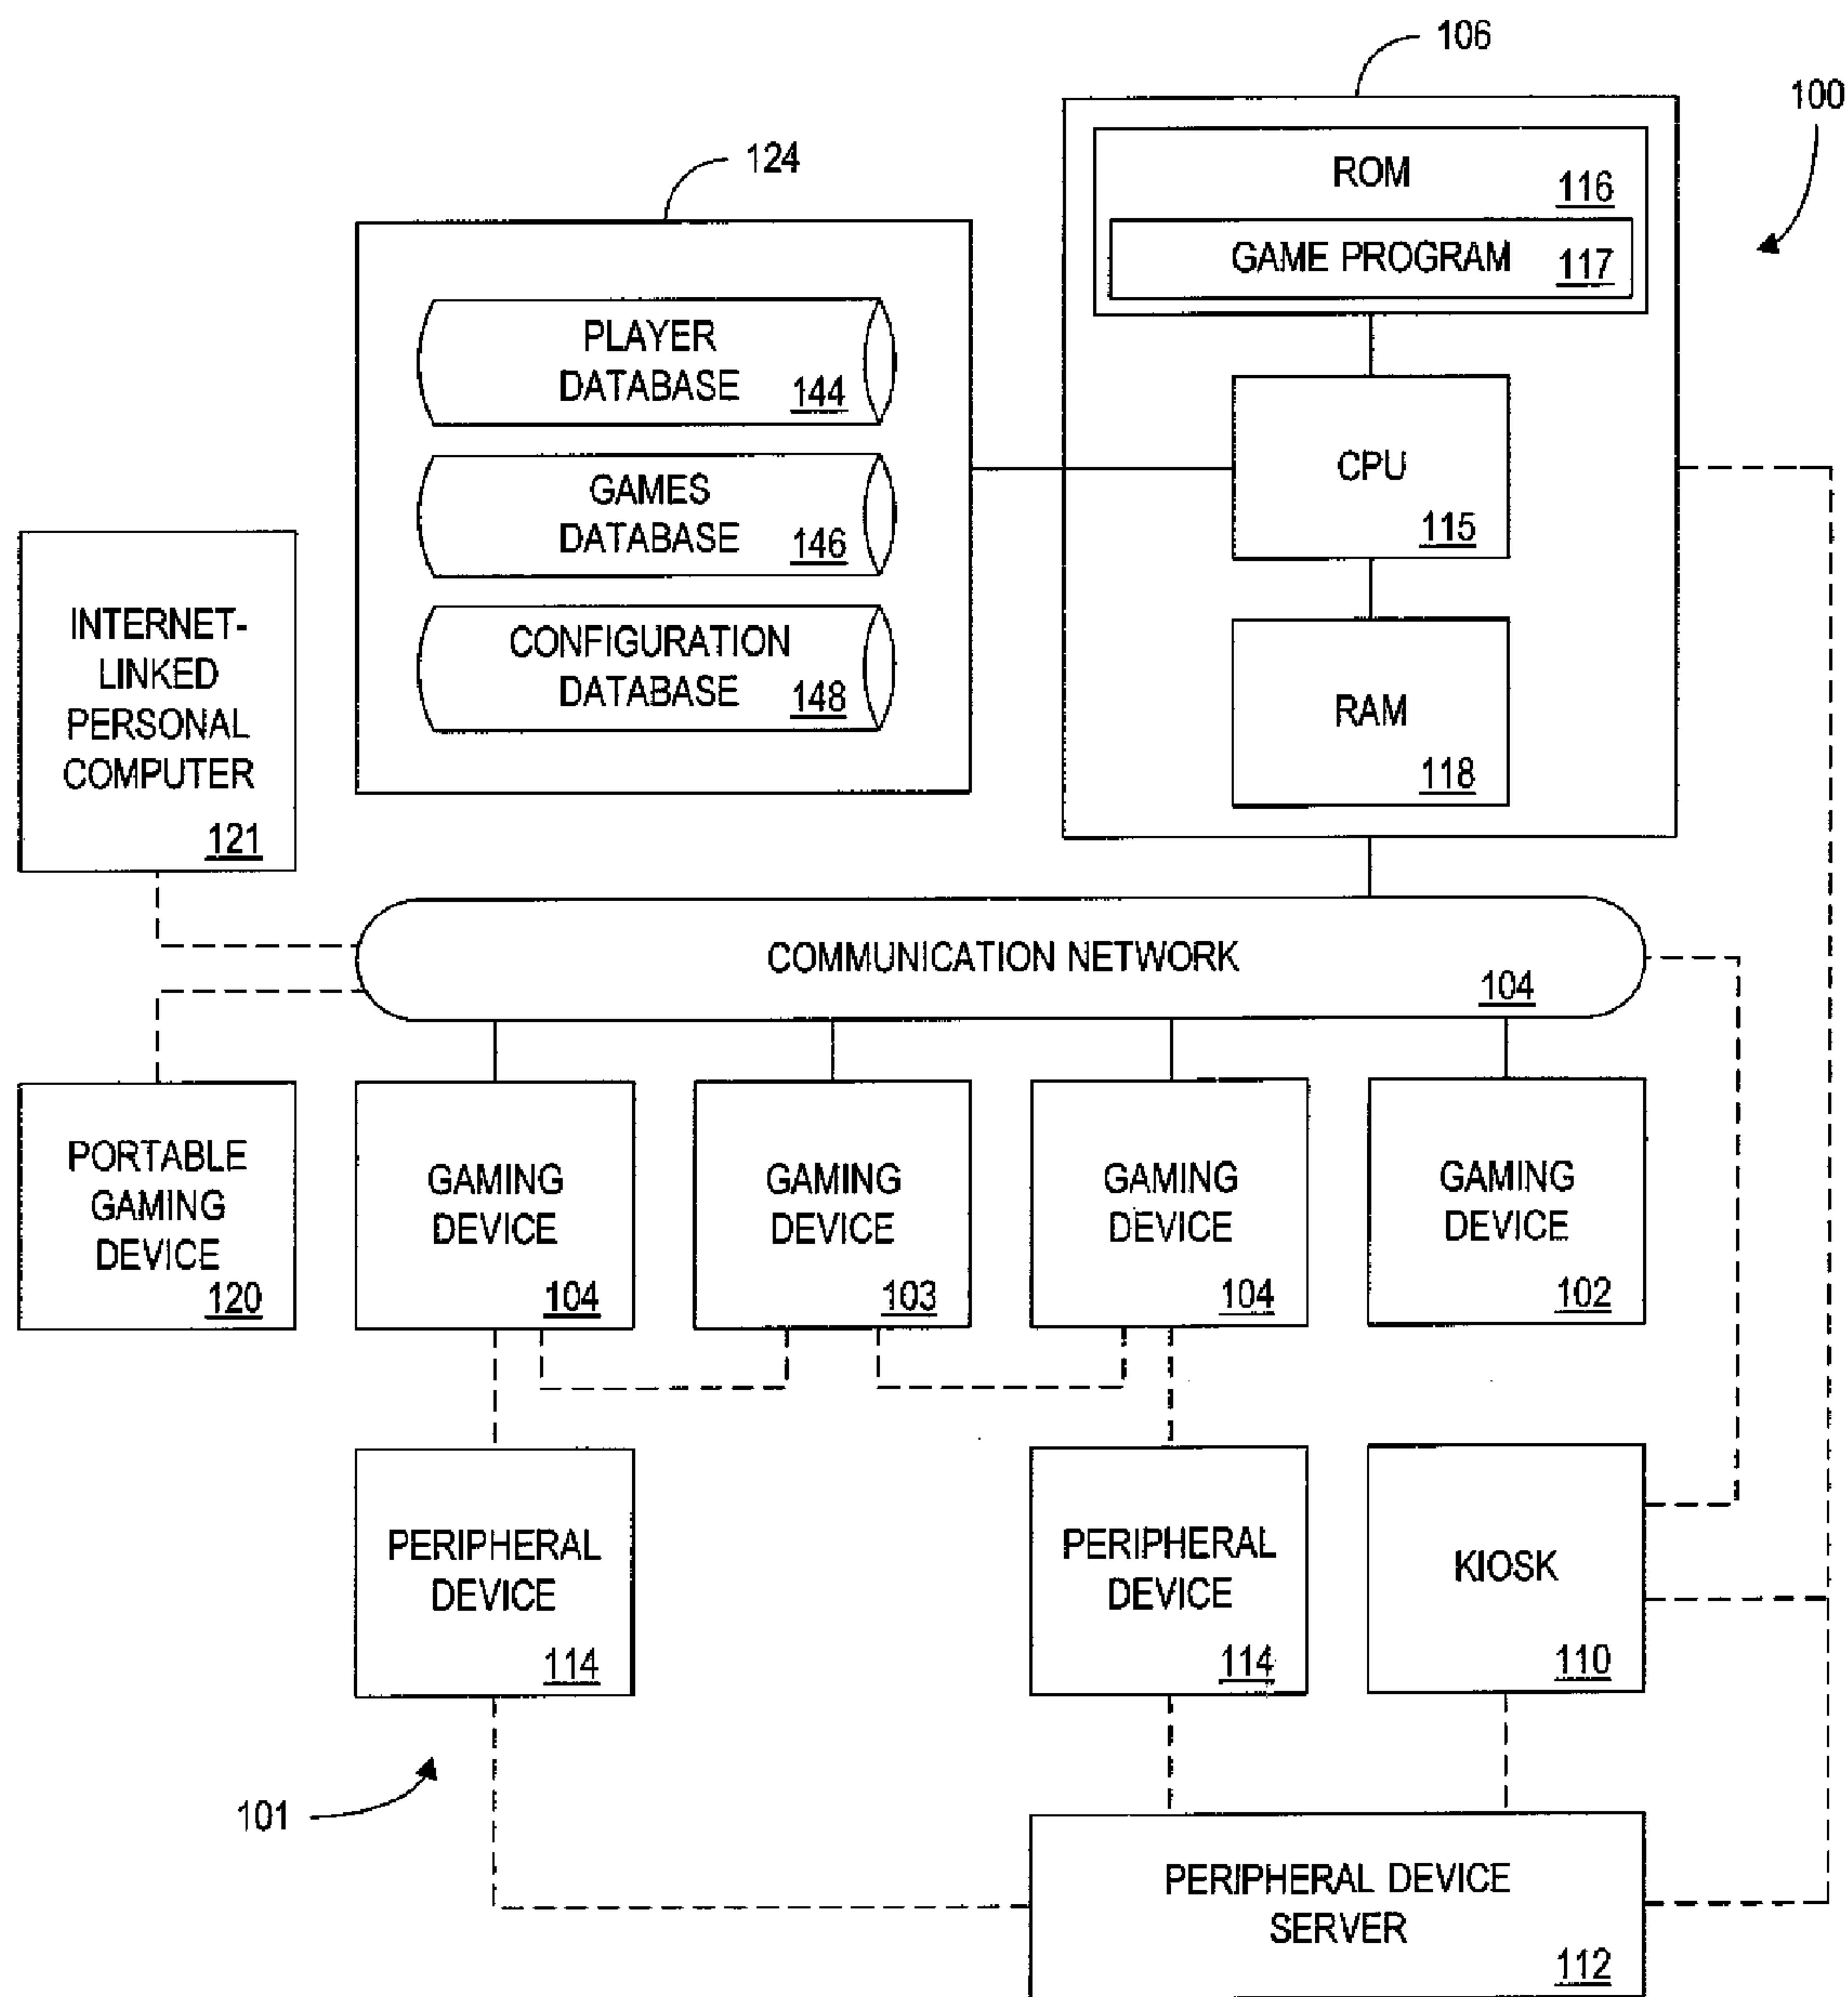 106
100
124
ROM
116
GAME PROGRAM 117
PLAYER
DATABASE 144
GAMES
DATABASE 146
CONFIGURATION
DATABASE 148
CPU
115
RAM
118
INTERNET-
LINKED
PERSONAL
COMPUTER
121
COMMUNICATION NETWORK
104
PORTABLE
GAMING
DEVICE
120
GAMING
DEVICE
104
GAMING
DEVICE
103
GAMING
DEVICE
104
GAMING
DEVICE
102
PERIPHERAL
DEVICE
114
PERIPHERAL
DEVICE
114
KIOSK
110
101
PERIPHERAL DEVICE
SERVER
112